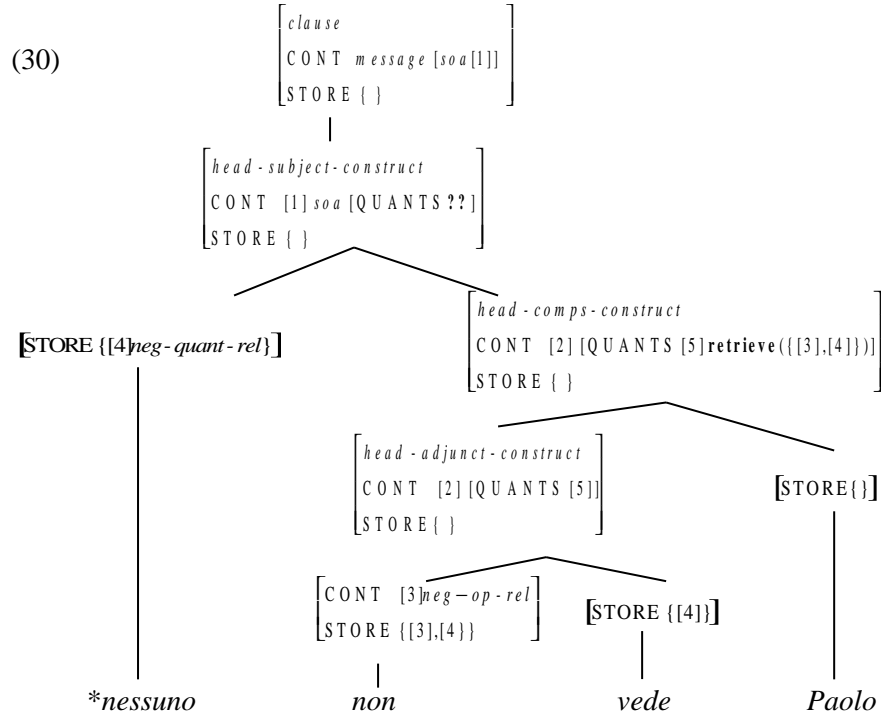 (30)
clause
CONT message [soa[1]]
STORE { }
head-subject-construct
CONT [1] soa [QUANTS ??]
STORE { }
[STORE {[4]neg-quant-rel}]
head-comps-construct
CONT [2] [QUANTS [5] retrieve({[3],[4]})]
STORE { }
head-adjunct-construct
CONT [2] [QUANTS [5]]
STORE { }
[STORE{}]
CONT [3]neg–op-rel
STORE {[3],[4}}
[STORE {[4]}]
*nessuno non vede Paolo